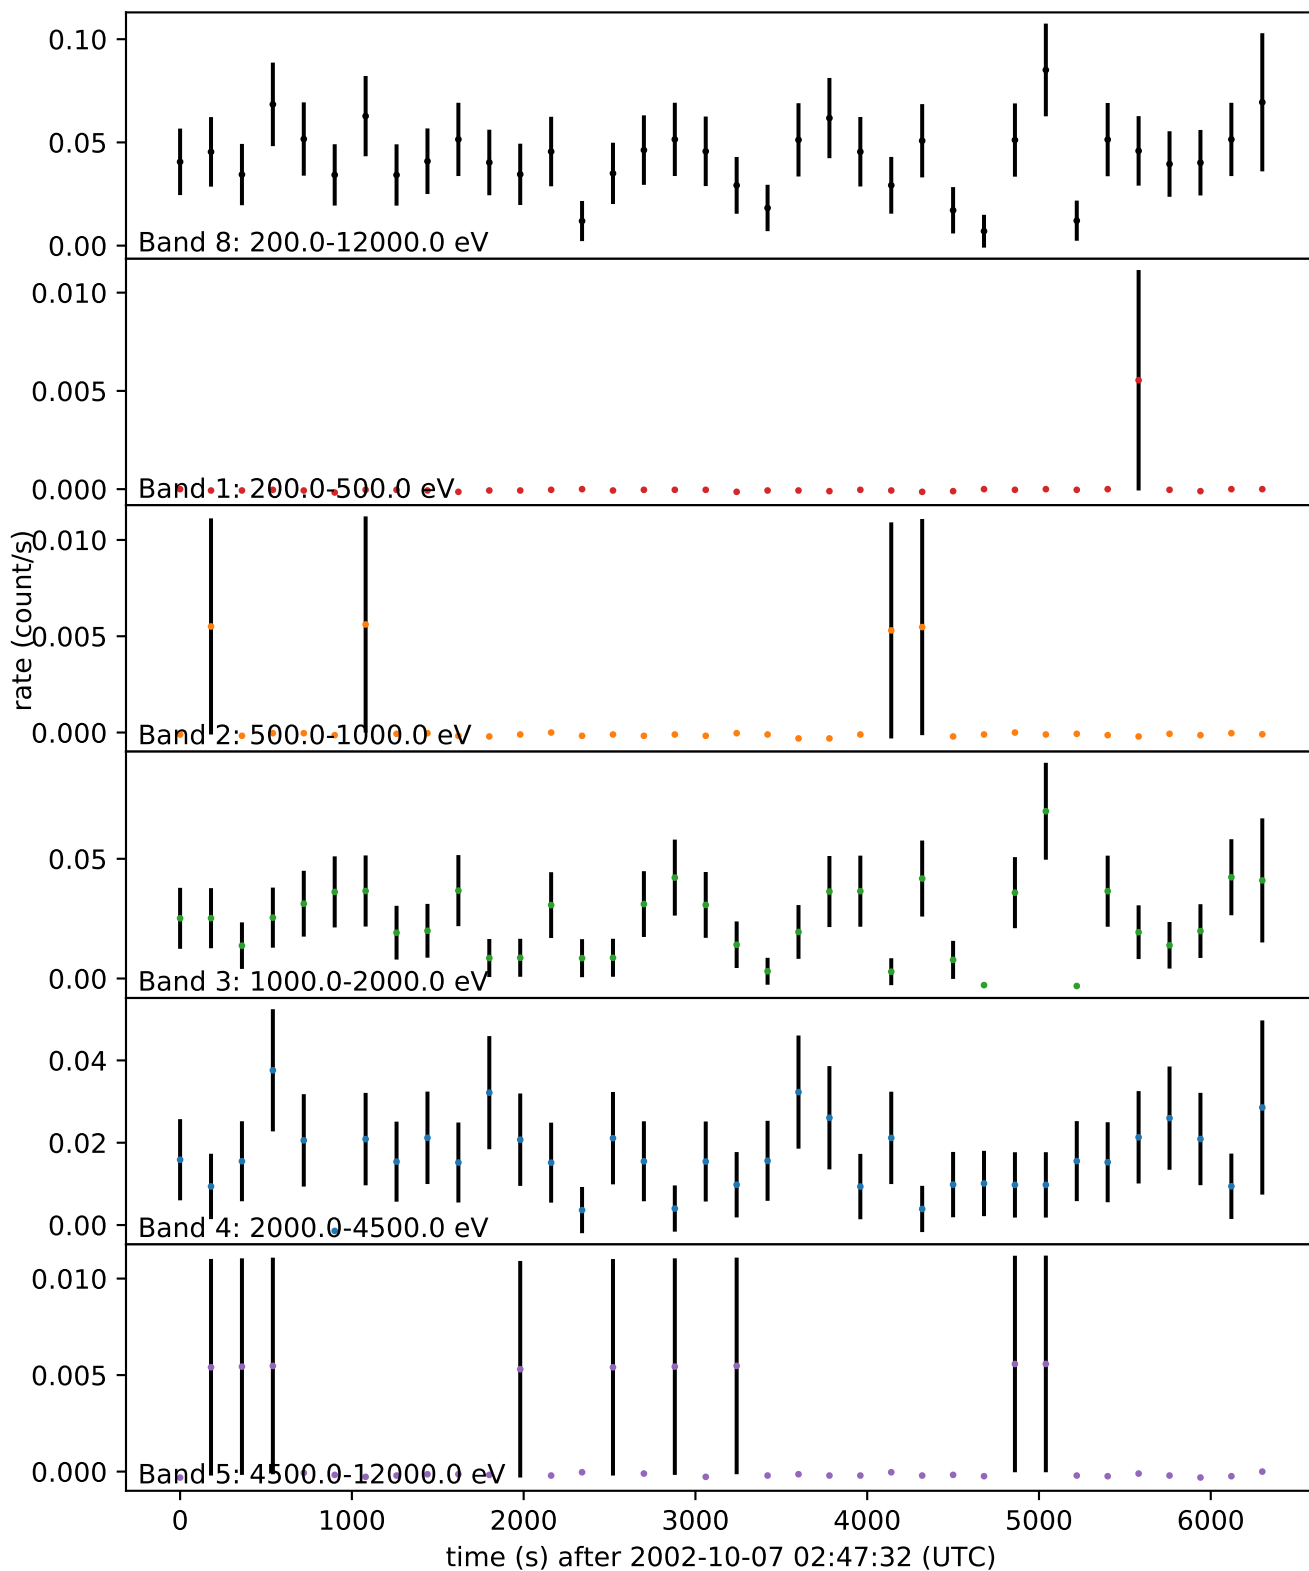 0.10
0.05
0.00
Band 8: 200.0-12000.0 eV
0.010
0.005
0.000
Band 1: 200.0-500.0 eV
rate (count/s)
0.010
0.005
0.000
Band 2: 500.0-1000.0 eV
0.05
0.00
Band 3: 1000.0-2000.0 eV
0.04
0.02
0.00
Band 4: 2000.0-4500.0 eV
0.010
0.005
0.000
Band 5: 4500.0-12000.0 eV
0 1000 2000 3000 4000 5000 6000
time (s) after 2002-10-07 02:47:32 (UTC)